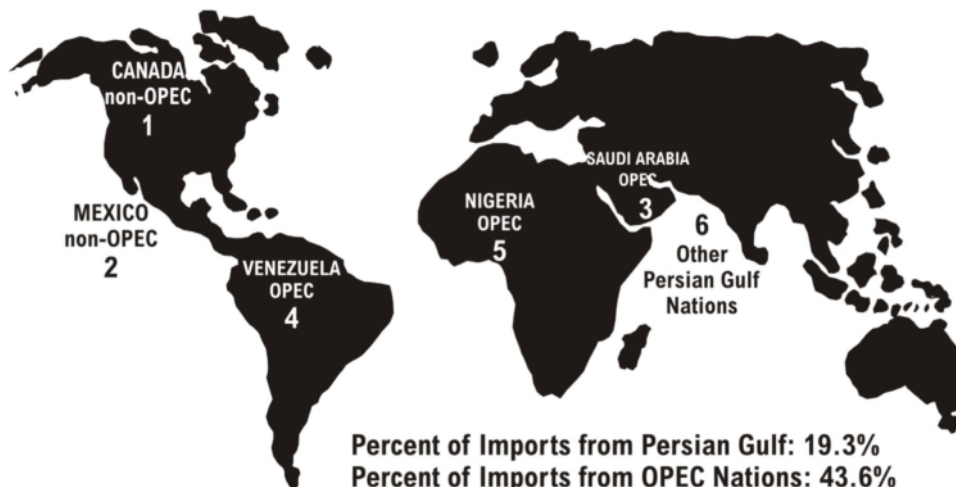 CANADA
non-OPEC
1
MEXICO
non-OPEC
2
VENEZUELA
OPEC
4
NIGERIA
OPEC
5
SAUDI ARABIA
OPEC
3
6
Other
Persian Gulf
Nations
Percent of Imports from Persian Gulf: 19.3%
Percent of Imports from OPEC Nations: 43.6%